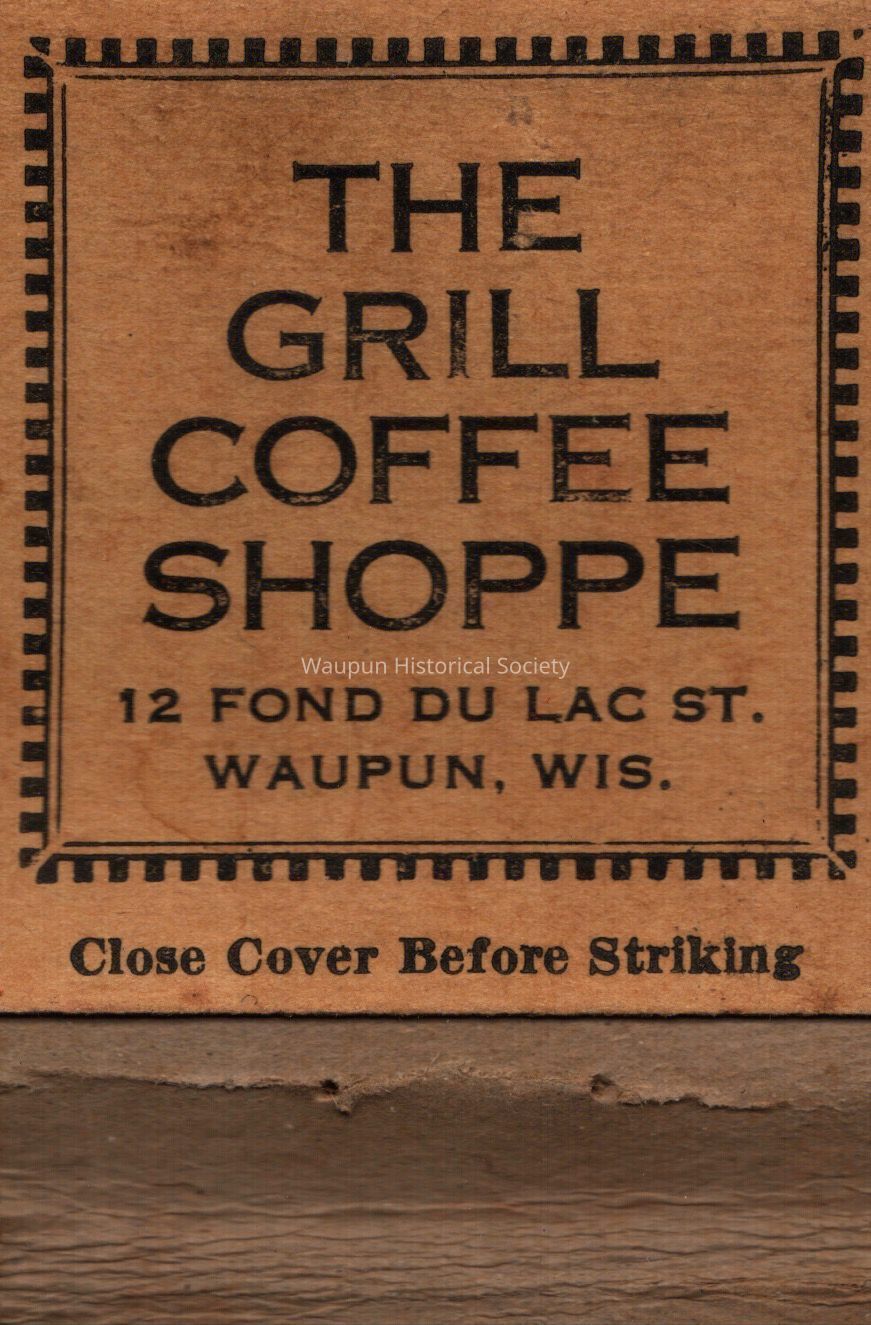 THE
GRILL
COFFEE
SHOPPE
Waupun Historical Society
12 FOND DU LAC ST.
WAUPUN, WIS.
Close Cover Before Striking